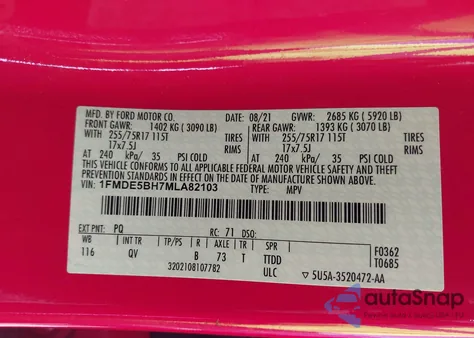 MFD. BY FORD MOTOR CO.
DATE: 08/21 GVWR: 2685 KG ( 5920 LB)
FRONT GAWR: 1402 KG ( 3090 LB) REAR GAWR: 1393 KG ( 3070 LB)
WITH 255/75R17 115T TIRES WITH 255/75R17 115T TIRES
17x7.5J RIMS 17x7.5J RIMS
AT 240 kPa/ 35 PSI COLD AT 240 kPa/ 35 PSI COLD
THIS VEHICLE CONFORMS TO ALL APPLICABLE FEDERAL MOTOR VEHICLE SAFETY AND THEFT
PREVENTION STANDARDS IN EFFECT ON THE DATE OF MANUFACTURE SHOWN ABOVE.
VIN: 1FMDE5BH7MLA82103 TYPE: MPV
EXT PNT: PQ RC: 71 DSO: F0362
WB INT TR TP/PS R AXLE TR SPR T0685
116 QV B 73 T TTDD
3202108107782 ULC ▽ 5U5A-3520472-AA
autoSnap